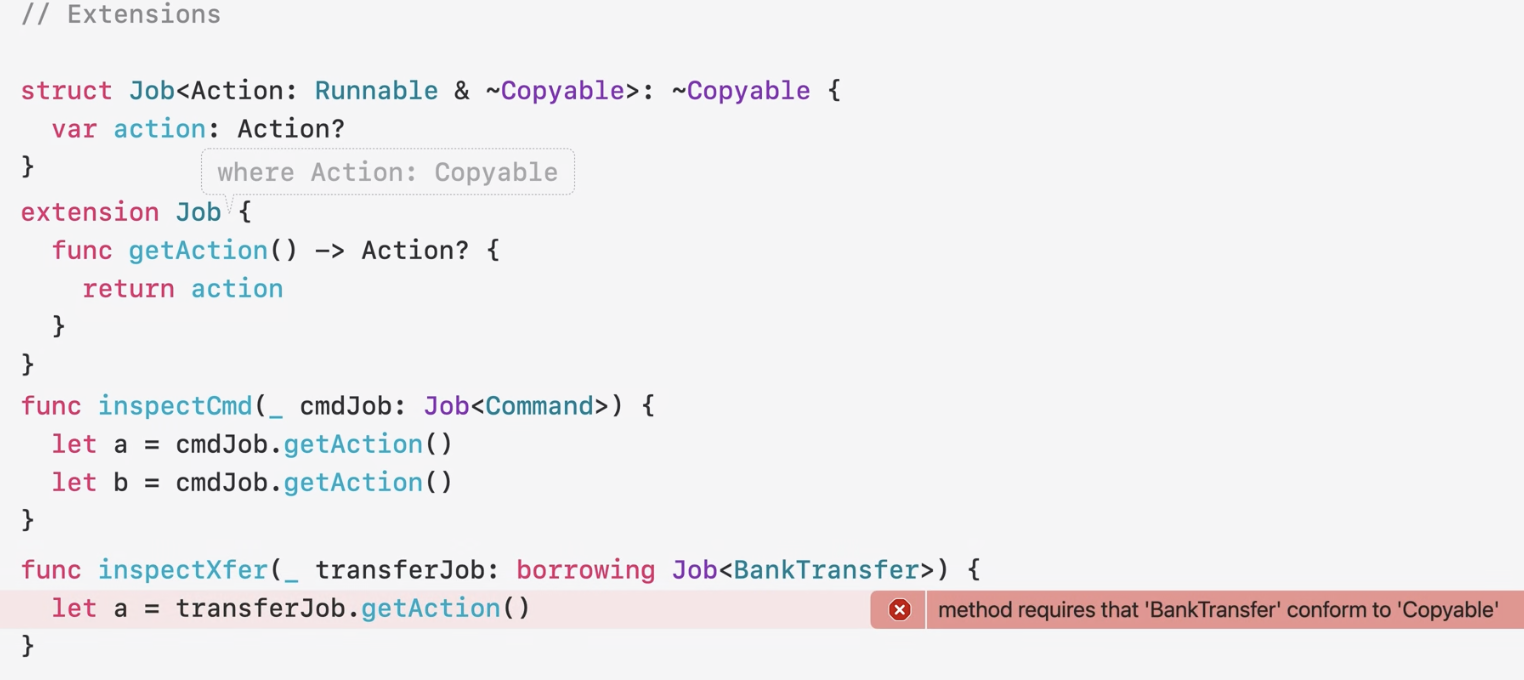 // Extensions
struct Job<Action: Runnable & ~Copyable>: ~Copyable {
  var action: Action?
}
where Action: Copyable
extension Job {
  func getAction() -> Action? {
    return action
  }
}
func inspectCmd(_ cmdJob: Job<Command>) {
  let a = cmdJob.getAction()
  let b = cmdJob.getAction()
}
func inspectXfer(_ transferJob: borrowing Job<BankTransfer>) {
  let a = transferJob.getAction() method requires that 'BankTransfer' conform to 'Copyable'
}